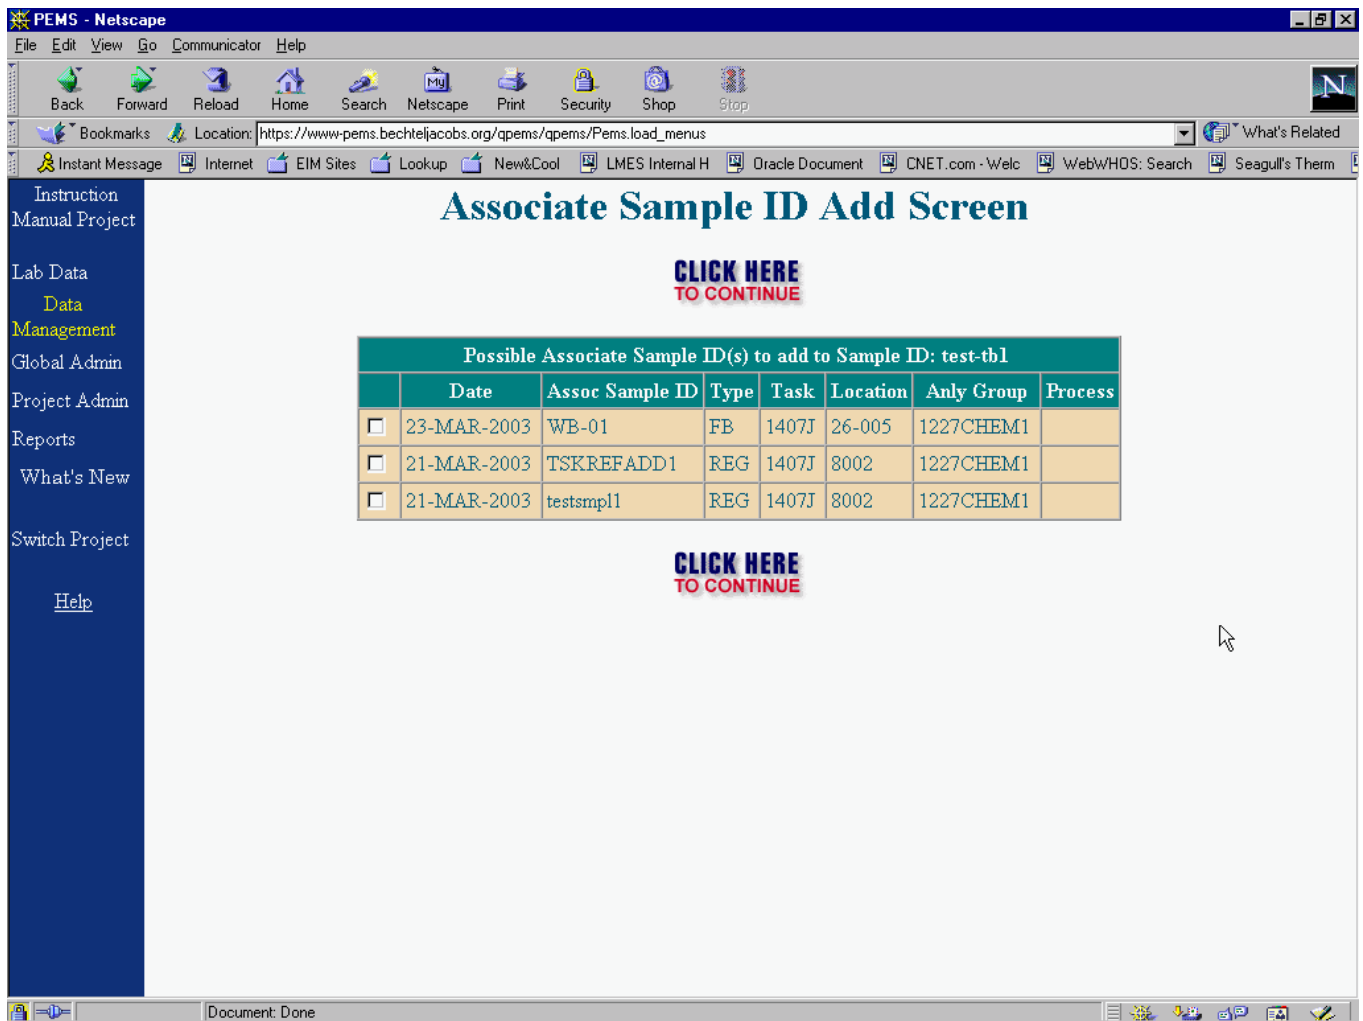 PEMS - Netscape
File Edit View Go Communicator Help
My
Back Forward Reload Home Search Netscape Print Security Shop Stop
N
Bookmarks Location: https://www-pems.bechteljacobs.org/qpems/qpems/Pems.load_menus What's Related
Instant Message Internet EIM Sites Lookup New&Cool LMES Internal H Oracle Document CNET.com - Welc WebWHOS: Search Seagull's Therm
Instruction
Manual Project
Lab Data
Data
Management
Global Admin
Project Admin
Reports
What's New
Switch Project
Help
Associate Sample ID Add Screen
CLICK HERE
TO CONTINUE
Possible Associate Sample ID(s) to add to Sample ID: test-tb1
Date Assoc Sample ID Type Task Location Anly Group Process
23-MAR-2003 WB-01 FB 1407J 26-005 1227CHEM1
21-MAR-2003 TSKREFADD1 REG 1407J 8002 1227CHEM1
21-MAR-2003 testsmpl1 REG 1407J 8002 1227CHEM1
CLICK HERE
TO CONTINUE
Document: Done